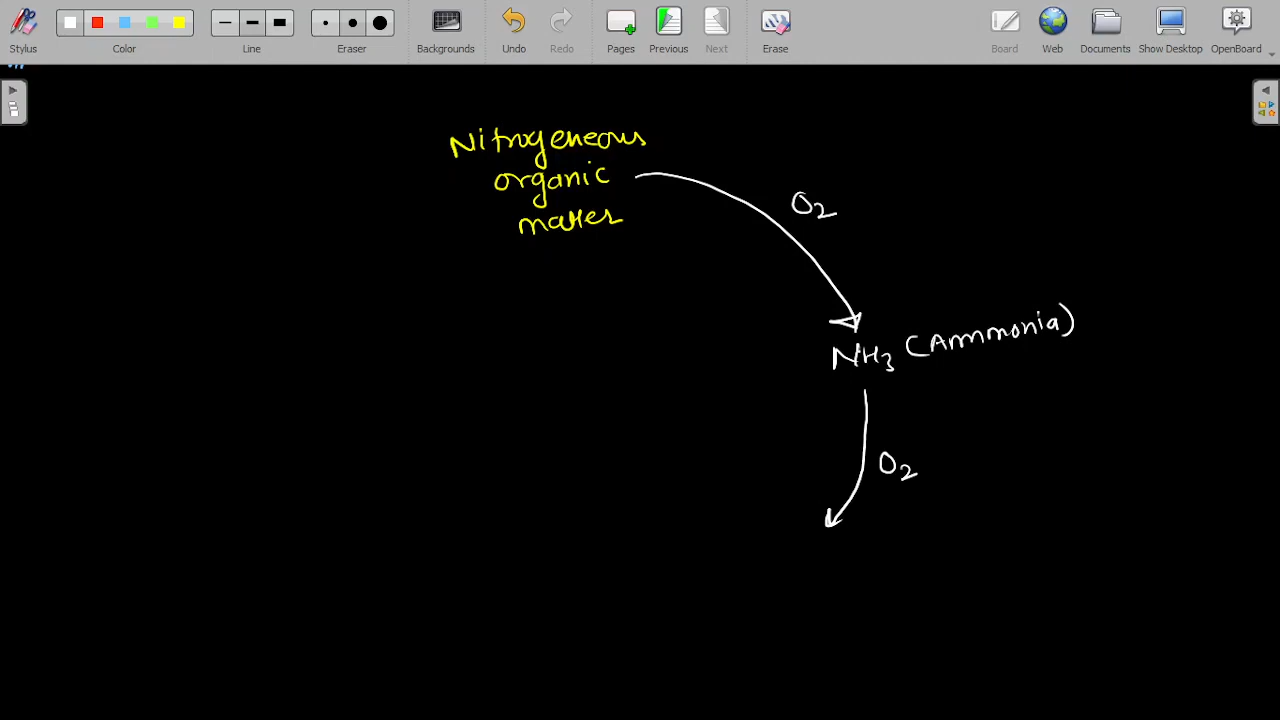 Stylus
Color
Line
Eraser
Backgrounds
Undo
Redo
Pages
Previous
Next
Erase
Board
Web
Documents
Show Desktop
OpenBoard
Nitrogeneous
organic
matter
O2
NH3 (Ammonia)
O2